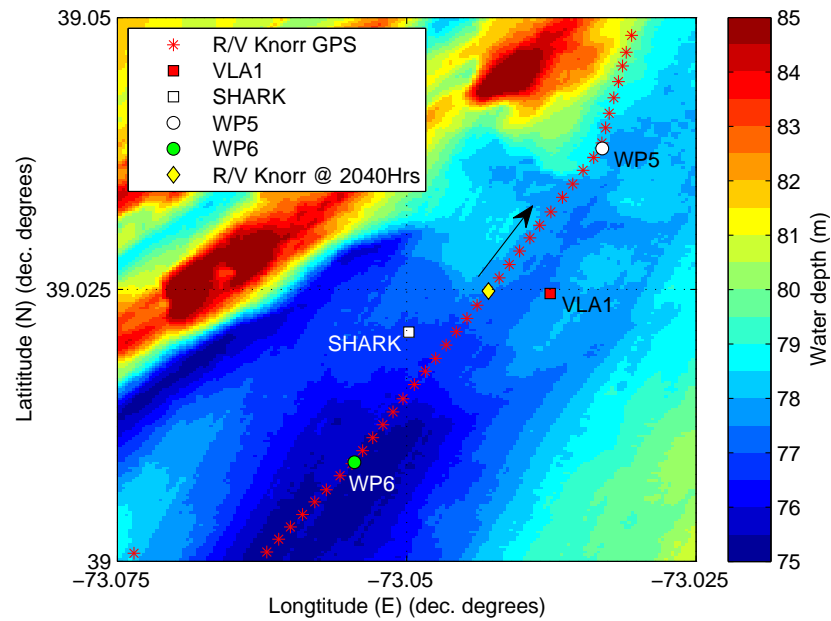 39.05
R/V Knorr GPS
VLA1
SHARK
WP5
WP6
R/V Knorr @ 2040Hrs
WP5
39.025
VLA1
SHARK
WP6
39
−73.075
−73.05
−73.025
Longtitude (E) (dec. degrees)
Latititude (N) (dec. degrees)
85
84
83
82
81
80
79
78
77
76
75
Water depth (m)